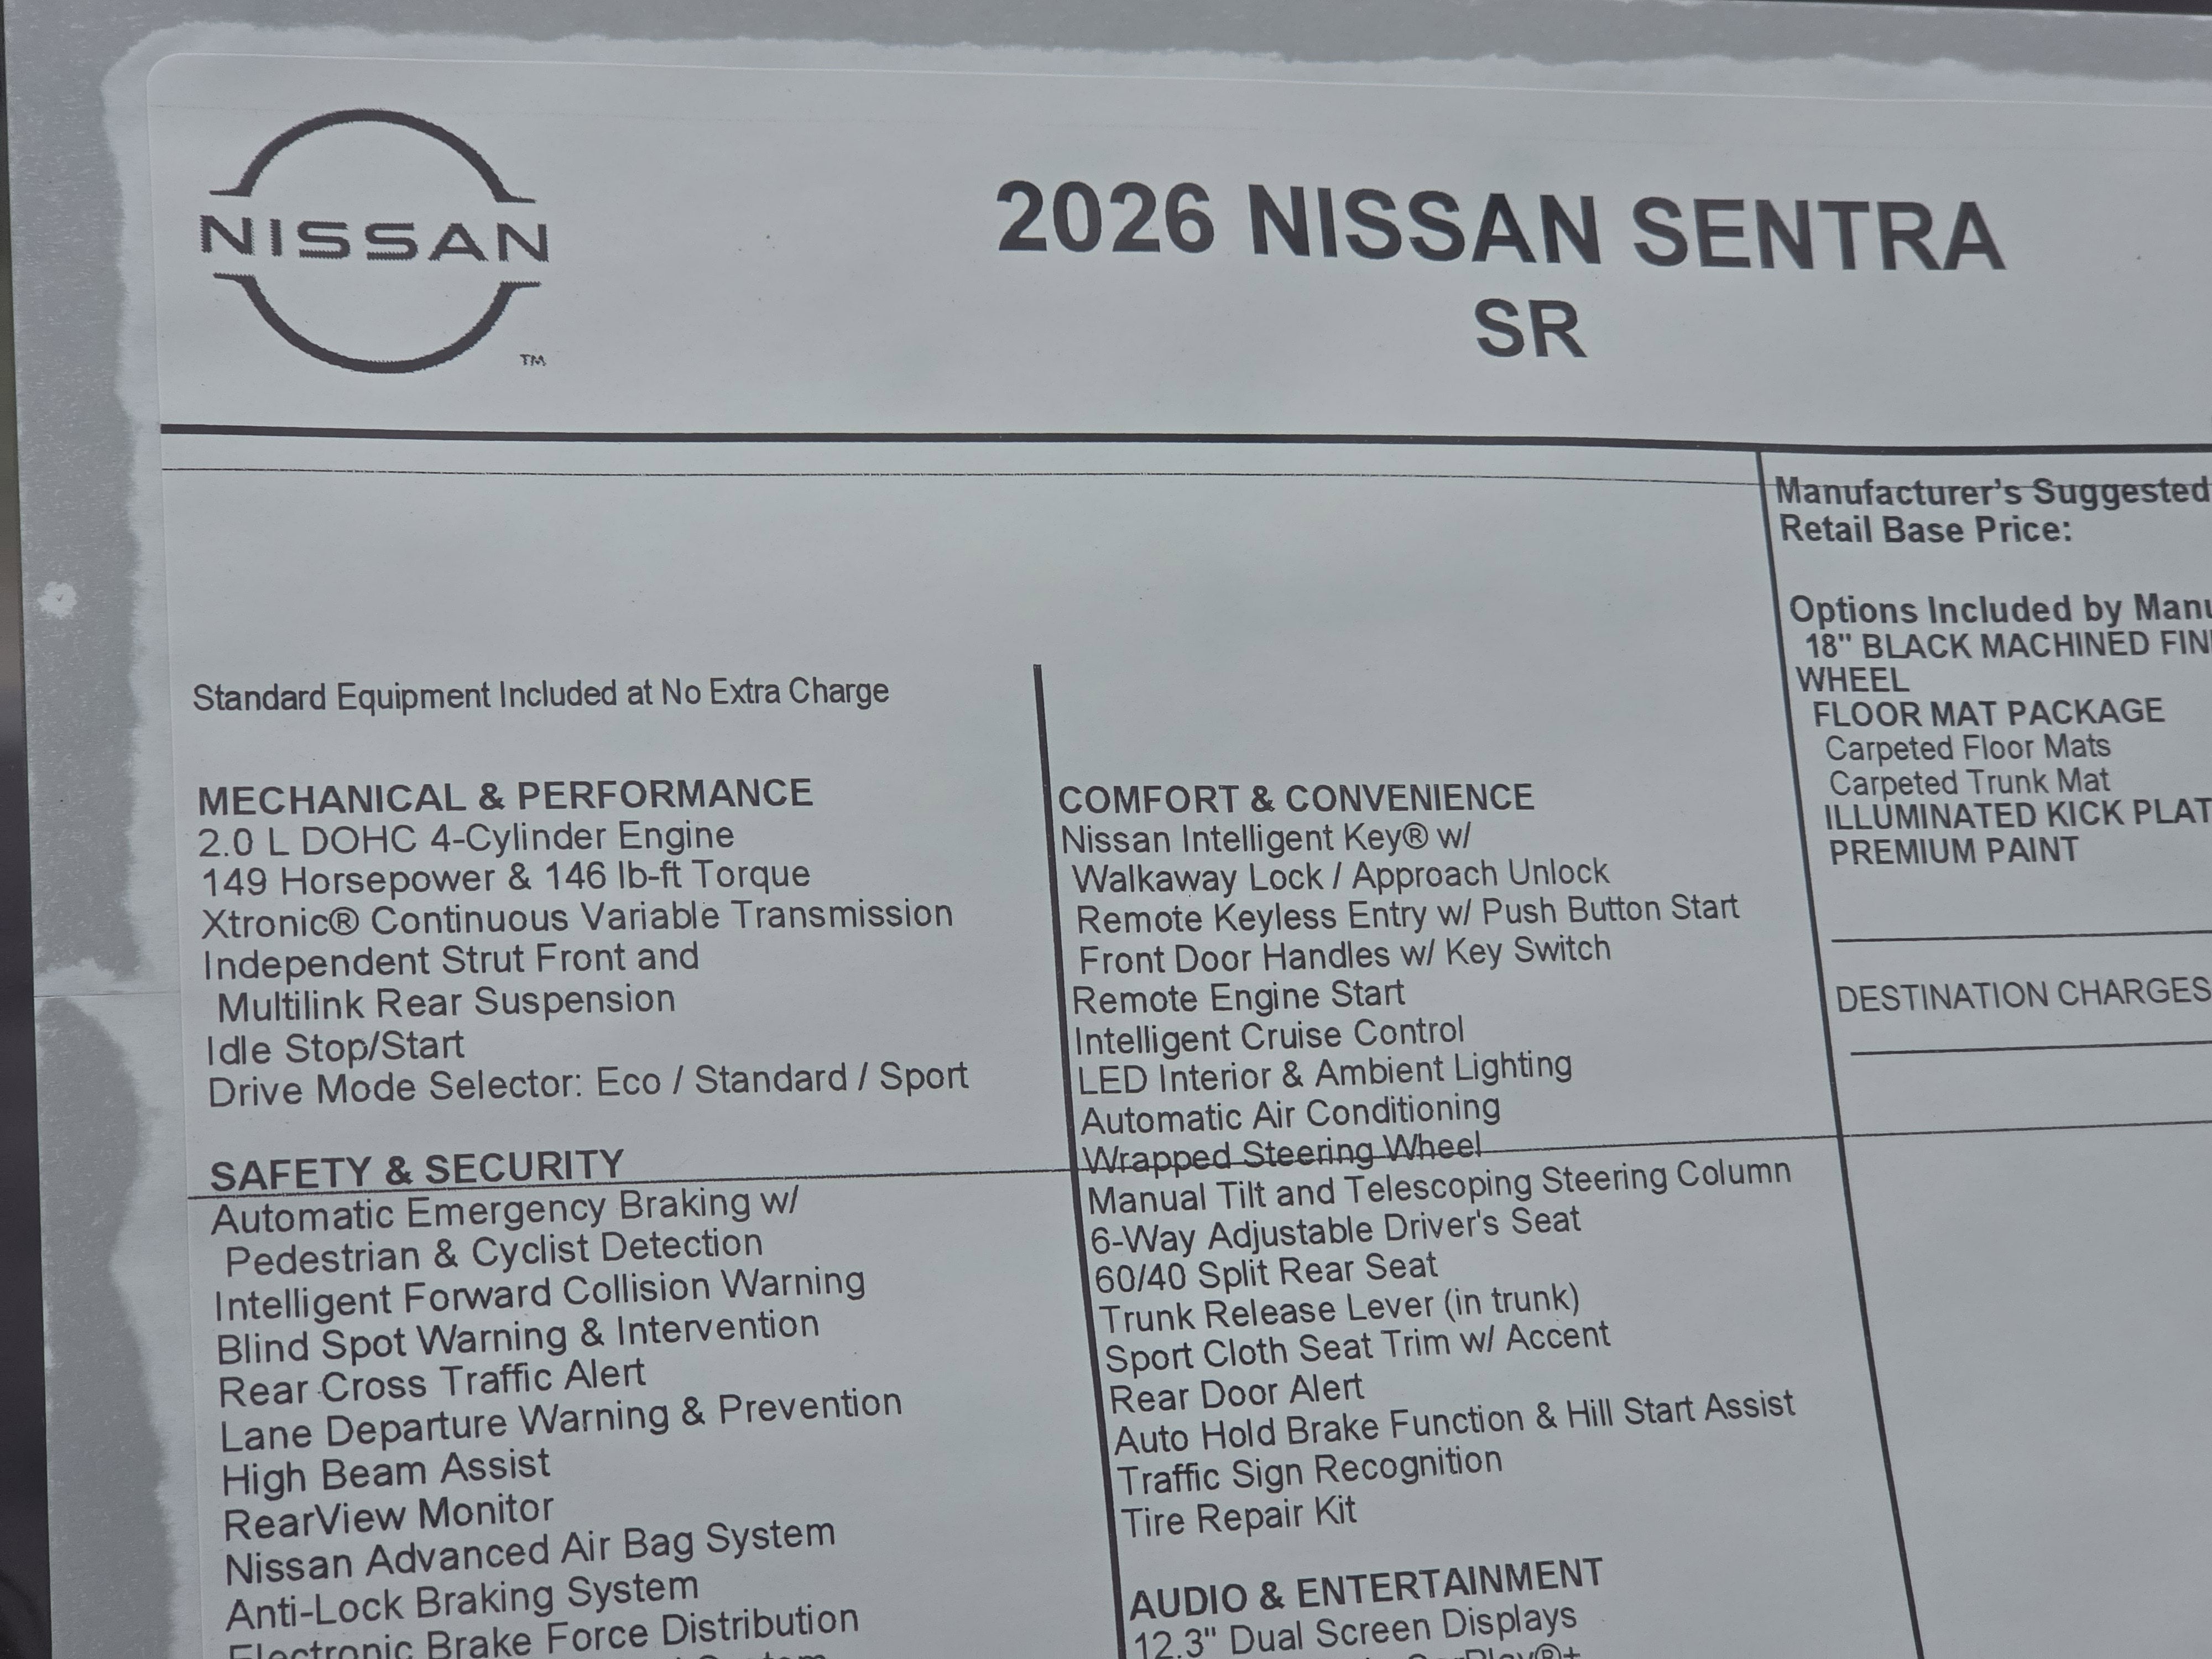 NISSAN
TM
2026 NISSAN SENTRA
SR
Standard Equipment Included at No Extra Charge
MECHANICAL & PERFORMANCE
2.0 L DOHC 4-Cylinder Engine
149 Horsepower & 146 lb-ft Torque
Xtronic® Continuous Variable Transmission
Independent Strut Front and
Multilink Rear Suspension
Idle Stop/Start
Drive Mode Selector: Eco / Standard / Sport
SAFETY & SECURITY
Automatic Emergency Braking w/
Pedestrian & Cyclist Detection
Intelligent Forward Collision Warning
Blind Spot Warning & Intervention
Rear Cross Traffic Alert
Lane Departure Warning & Prevention
High Beam Assist
RearView Monitor
Nissan Advanced Air Bag System
Anti-Lock Braking System
Electronic Brake Force Distribution
COMFORT & CONVENIENCE
Nissan Intelligent Key® w/
Walkaway Lock / Approach Unlock
Remote Keyless Entry w/ Push Button Start
Front Door Handles w/ Key Switch
Remote Engine Start
Intelligent Cruise Control
LED Interior & Ambient Lighting
Automatic Air Conditioning
Wrapped Steering Wheel
Manual Tilt and Telescoping Steering Column
6-Way Adjustable Driver's Seat
60/40 Split Rear Seat
Trunk Release Lever (in trunk)
Sport Cloth Seat Trim w/ Accent
Rear Door Alert
Auto Hold Brake Function & Hill Start Assist
Traffic Sign Recognition
Tire Repair Kit
AUDIO & ENTERTAINMENT
12.3" Dual Screen Displays
Manufacturer's Suggested
Retail Base Price:
Options Included by Manu
18" BLACK MACHINED FIN
WHEEL
FLOOR MAT PACKAGE
Carpeted Floor Mats
Carpeted Trunk Mat
ILLUMINATED KICK PLAT
PREMIUM PAINT
DESTINATION CHARGES